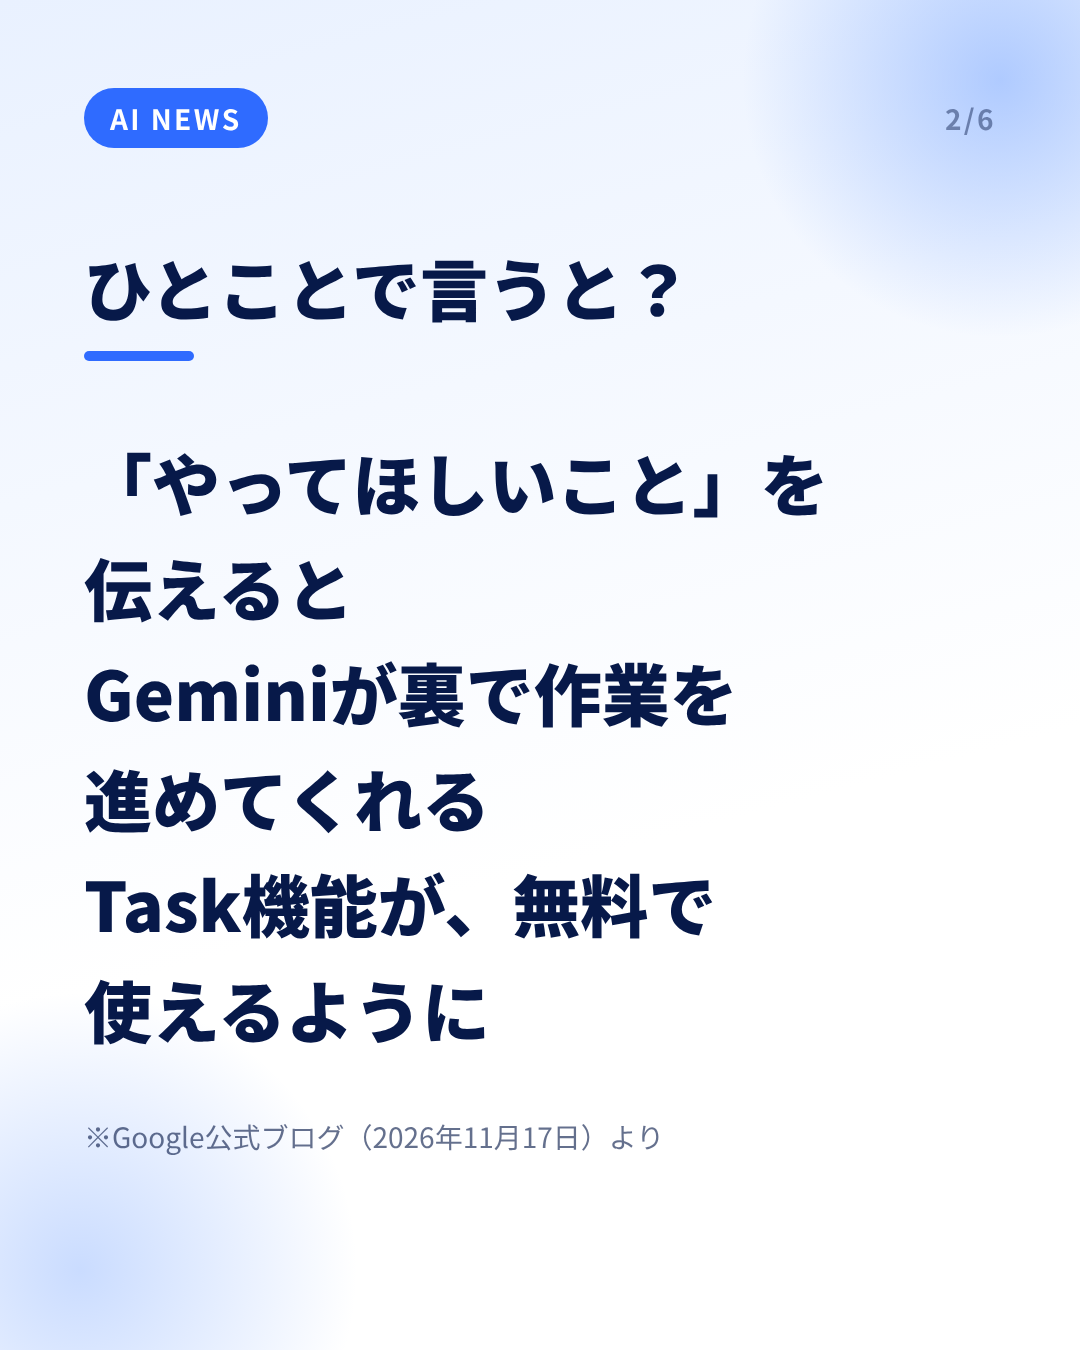 AI NEWS
2/6
ひとことで言うと？
「やってほしいこと」を
伝えると
Geminiが裏で作業を
進めてくれる
Task機能が、無料で
使えるように
※Google公式ブログ（2026年11月17日）より